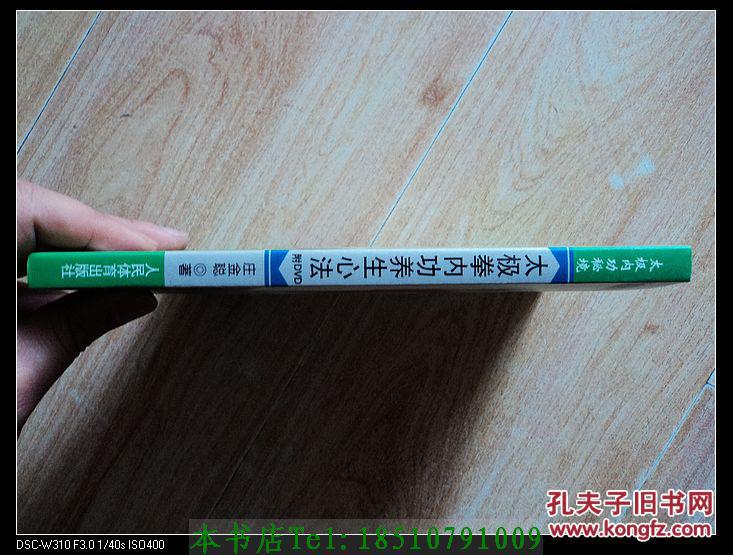 太极内功秘境
太极拳内功养生心法
附DVD
庄金聪◎著
人民体育出版社
孔夫子旧书网
www.kongfz.com
本书店Tel:18510791009
DSC-W310 F3.0 1/40s ISO400